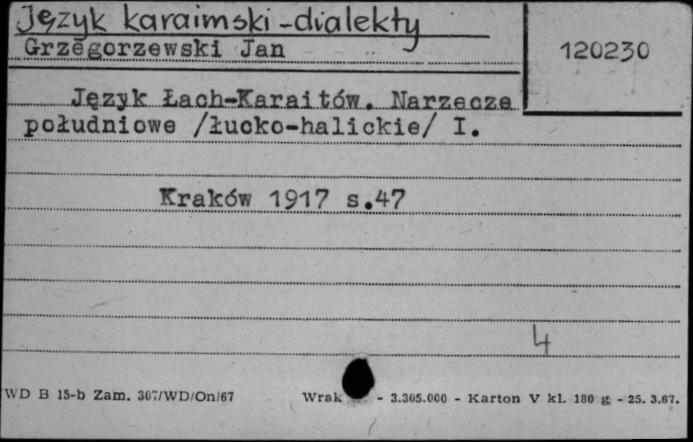 Język karaimski-dialekty
Grzegorzewski Jan
120230
Język Łach-Karaitów. Narzecze
południowe /łucko-halickie/ I.
Kraków 1917 s.47
4
WD B 15-b Zam. 307/WD/On/67 Wrak - 3.305.000 - Karton V kl. 180 g - 25. 3.67.